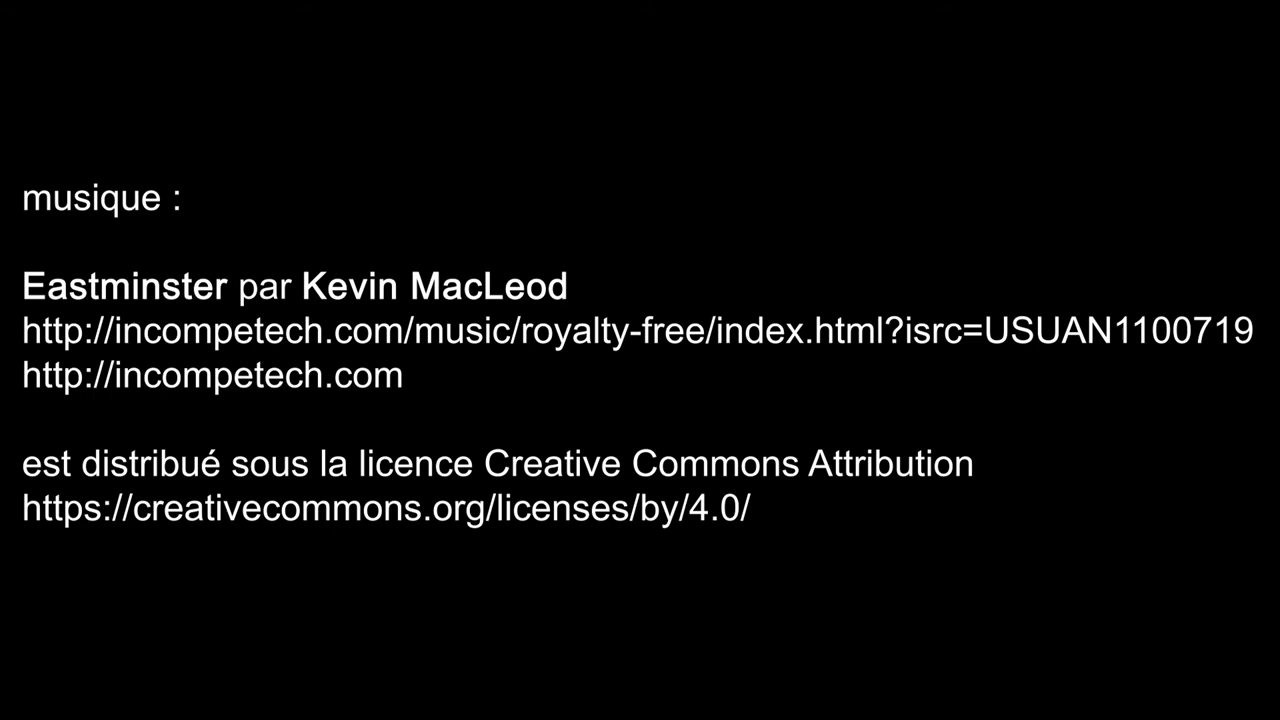 musique :
Eastminster par Kevin MacLeod
http://incompetech.com/music/royalty-free/index.html?isrc=USUAN1100719
http://incompetech.com
est distribué sous la licence Creative Commons Attribution
https://creativecommons.org/licenses/by/4.0/